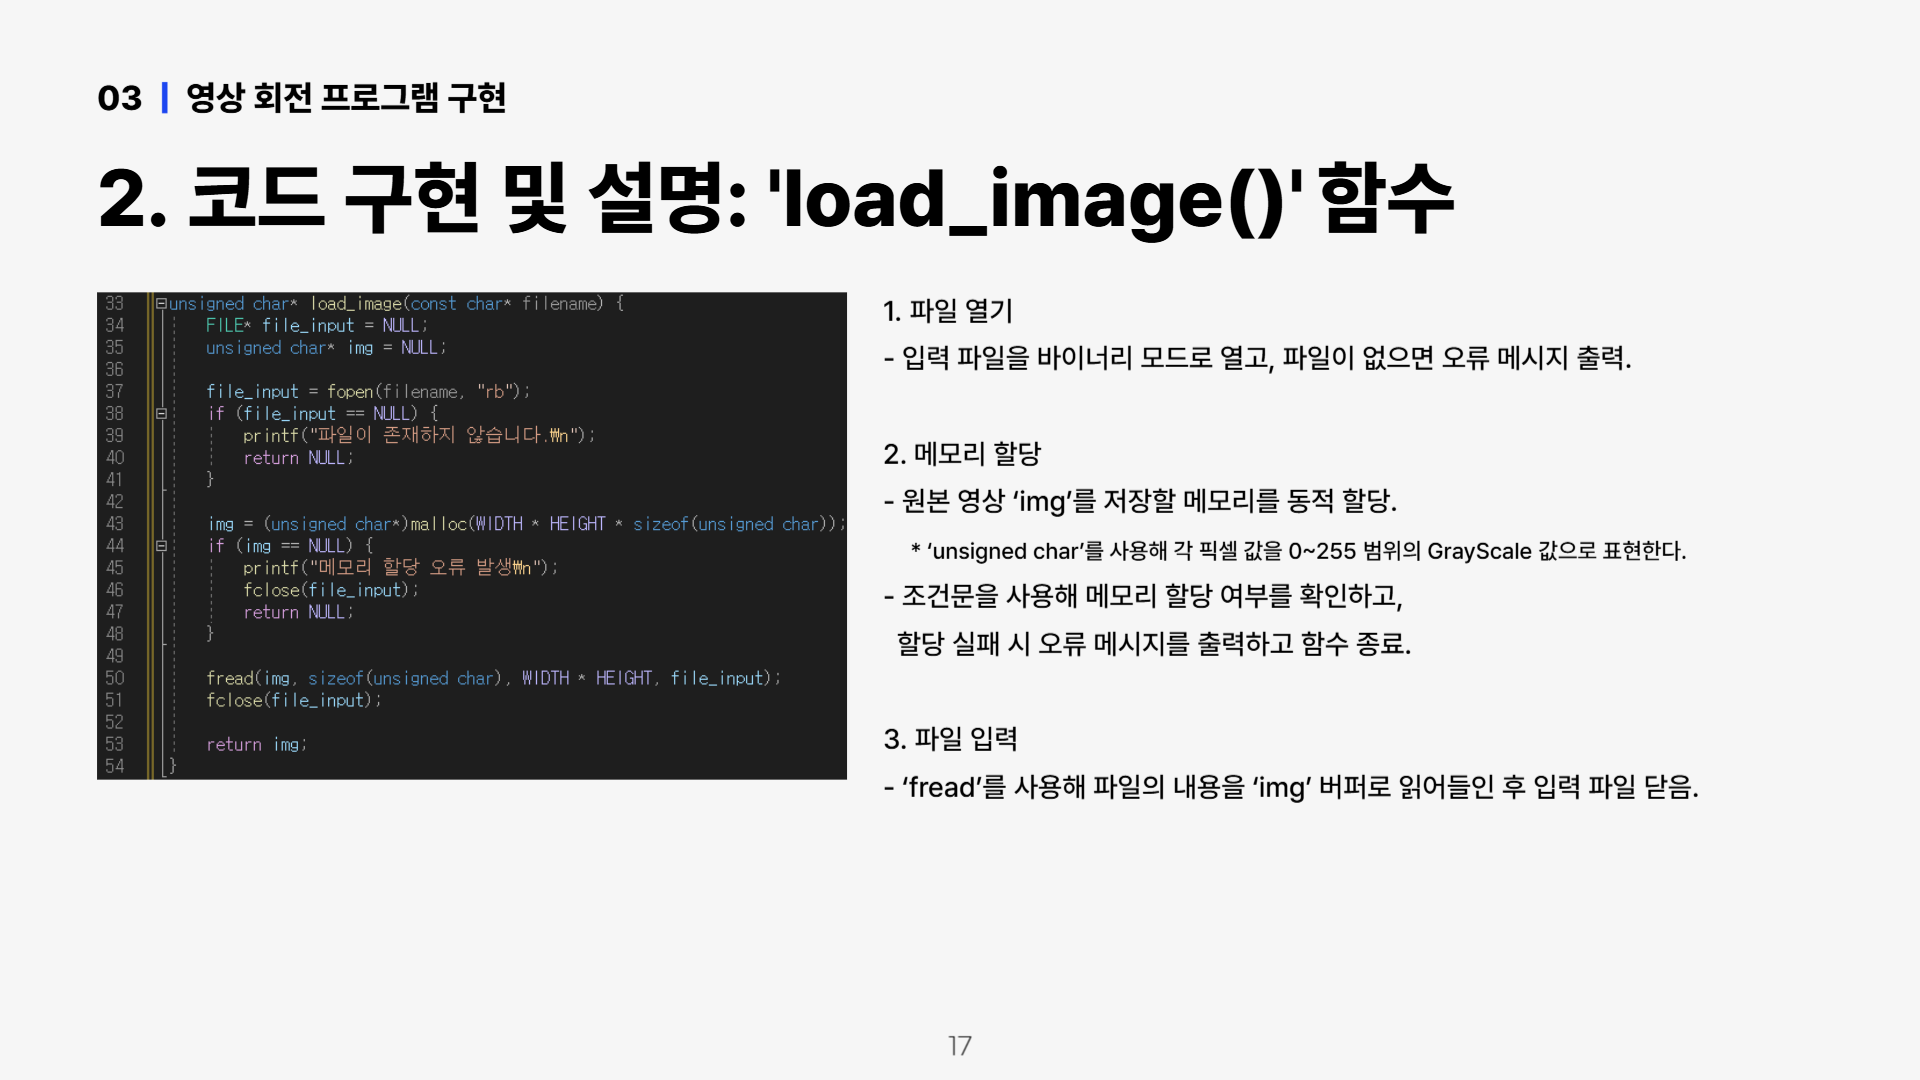 03 | 영상 회전 프로그램 구현
2. 코드 구현 및 설명: 'load_image()' 함수
33 unsigned char* load_image(const char* filename) {
34 FILE* file_input = NULL;
35 unsigned char* img = NULL;
36
37 file_input = fopen(filename, "rb");
38 if (file_input == NULL) {
39 printf("파일이 존재하지 않습니다.₩n");
40 return NULL;
41 }
42
43 img = (unsigned char*)malloc(WIDTH * HEIGHT * sizeof(unsigned char));
44 if (img == NULL) {
45 printf("메모리 할당 오류 발생₩n");
46 fclose(file_input);
47 return NULL;
48 }
49
50 fread(img, sizeof(unsigned char), WIDTH * HEIGHT, file_input);
51 fclose(file_input);
52
53 return img;
54 }
1. 파일 열기
- 입력 파일을 바이너리 모드로 열고, 파일이 없으면 오류 메시지 출력.
2. 메모리 할당
- 원본 영상 ‘img’를 저장할 메모리를 동적 할당.
* ‘unsigned char’를 사용해 각 픽셀 값을 0~255 범위의 GrayScale 값으로 표현한다.
- 조건문을 사용해 메모리 할당 여부를 확인하고,
할당 실패 시 오류 메시지를 출력하고 함수 종료.
3. 파일 입력
- ‘fread’를 사용해 파일의 내용을 ‘img’ 버퍼로 읽어들인 후 입력 파일 닫음.
17